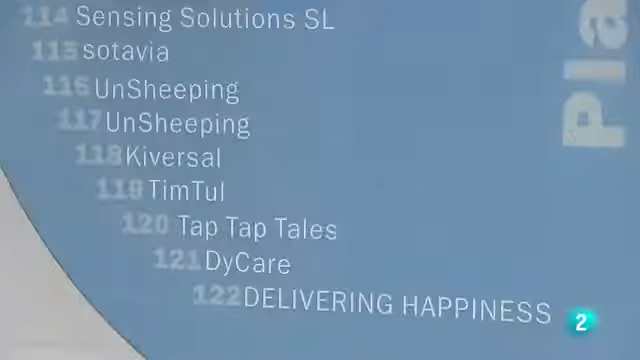 114 Sensing Solutions SL
115 sotavia
116 UnSheeping
117 UnSheeping
118 Kiversal
119 TimTul
120 Tap Tap Tales
121 DyCare
122 DELIVERING HAPPINESS
Pla
2